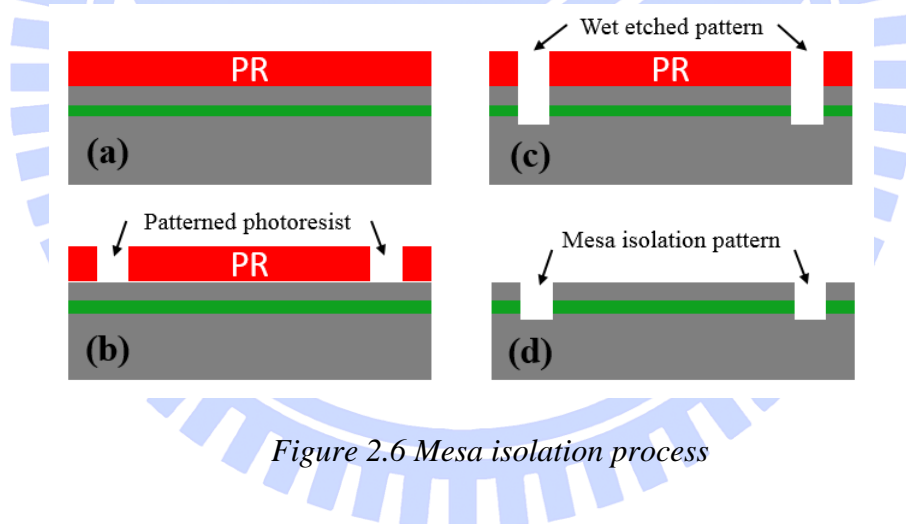 PR
(a)
Patterned photoresist
PR
(b)
Wet etched pattern
PR
(c)
Mesa isolation pattern
(d)
Figure 2.6 Mesa isolation process